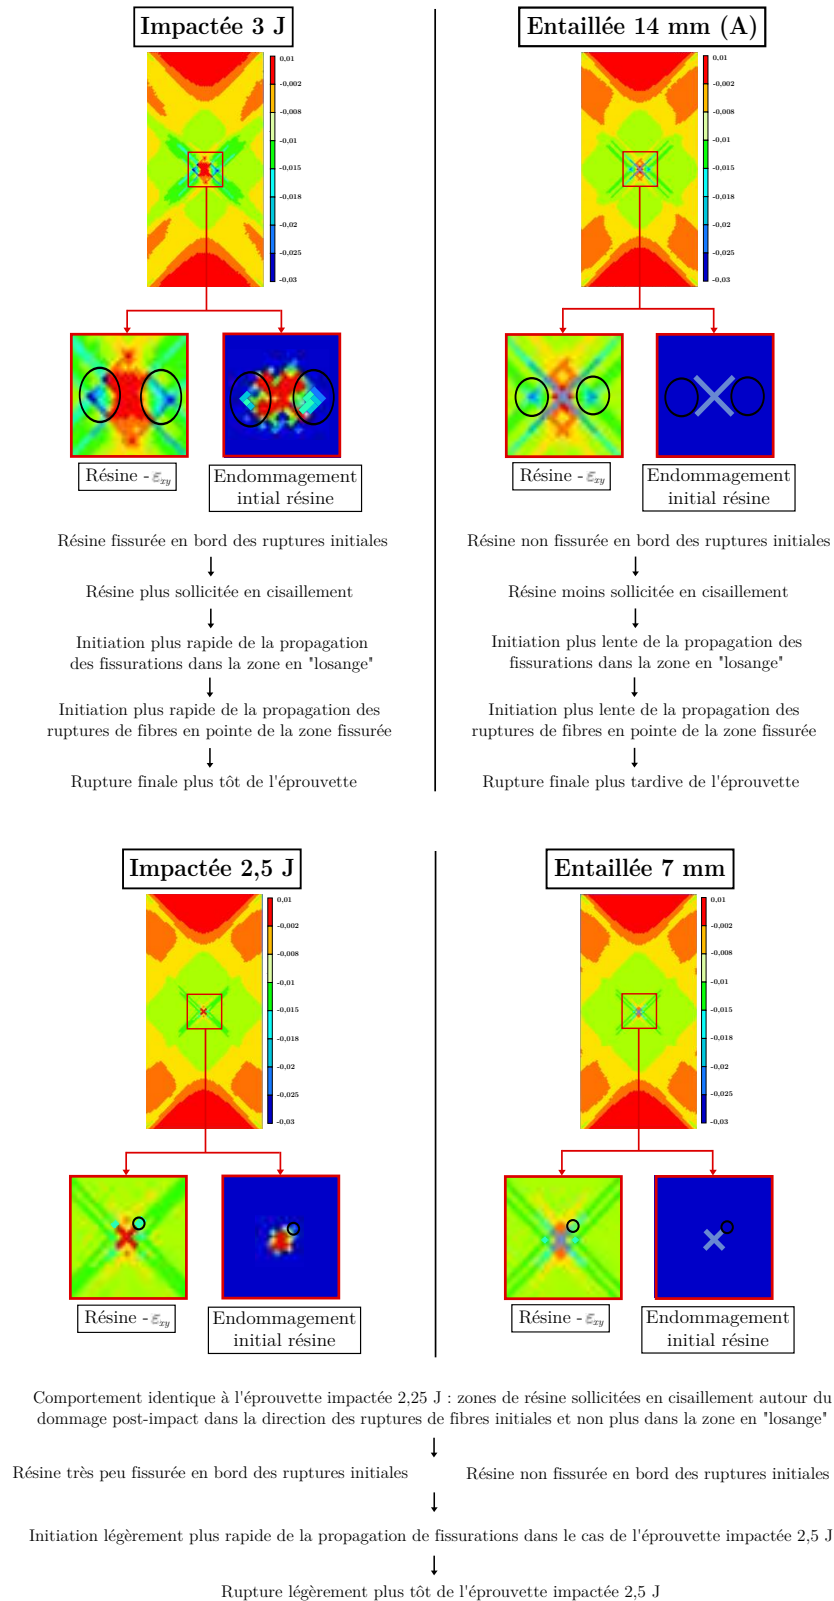 Impactée 3 J
0,01
-0,002
-0,008
-0,01
-0,015
-0,018
-0,02
-0,025
-0,03
Résine - ε̿xy
Endommagement
intial résine
Résine fissurée en bord des ruptures initiales
Résine plus sollicitée en cisaillement
Initiation plus rapide de la propagation
des fissurations dans la zone en "losange"
Initiation plus rapide de la propagation des
ruptures de fibres en pointe de la zone fissurée
Rupture finale plus tôt de l'éprouvette
Entaillée 14 mm (A)
0,01
-0,002
-0,008
-0,01
-0,015
-0,018
-0,02
-0,025
-0,03
Résine - ε̿xy
Endommagement
initial résine
Résine non fissurée en bord des ruptures initiales
Résine moins sollicitée en cisaillement
Initiation plus lente de la propagation des
fissurations dans la zone en "losange"
Initiation plus lente de la propagation des
ruptures de fibres en pointe de la zone fissurée
Rupture finale plus tardive de l'éprouvette
Impactée 2,5 J
0,01
-0,002
-0,008
-0,01
-0,015
-0,018
-0,02
-0,025
-0,03
Résine - ε̿xy
Endommagement
initial résine
Entaillée 7 mm
0,01
-0,002
-0,008
-0,01
-0,015
-0,018
-0,02
-0,025
-0,03
Résine - ε̿xy
Endommagement
initial résine
Comportement identique à l'éprouvette impactée 2,25 J : zones de résine sollicitées en cisaillement autour du
dommage post-impact dans la direction des ruptures de fibres initiales et non plus dans la zone en "losange"
Résine très peu fissurée en bord des ruptures initiales
Résine non fissurée en bord des ruptures initiales
Initiation légèrement plus rapide de la propagation de fissurations dans le cas de l'éprouvette impactée 2,5 J
Rupture légèrement plus tôt de l'éprouvette impactée 2,5 J